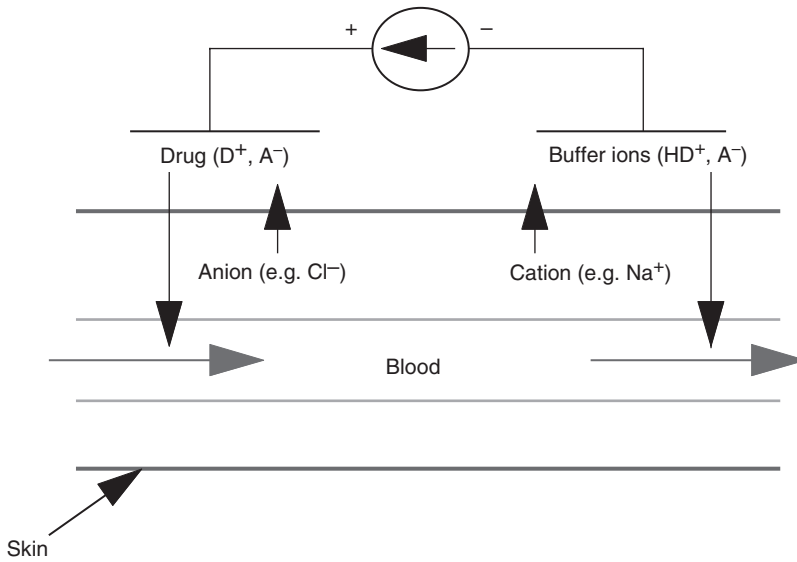 + −
Drug (D⁺, A⁻) Buffer ions (HD⁺, A⁻)
Anion (e.g. Cl⁻) Cation (e.g. Na⁺)
Blood
Skin